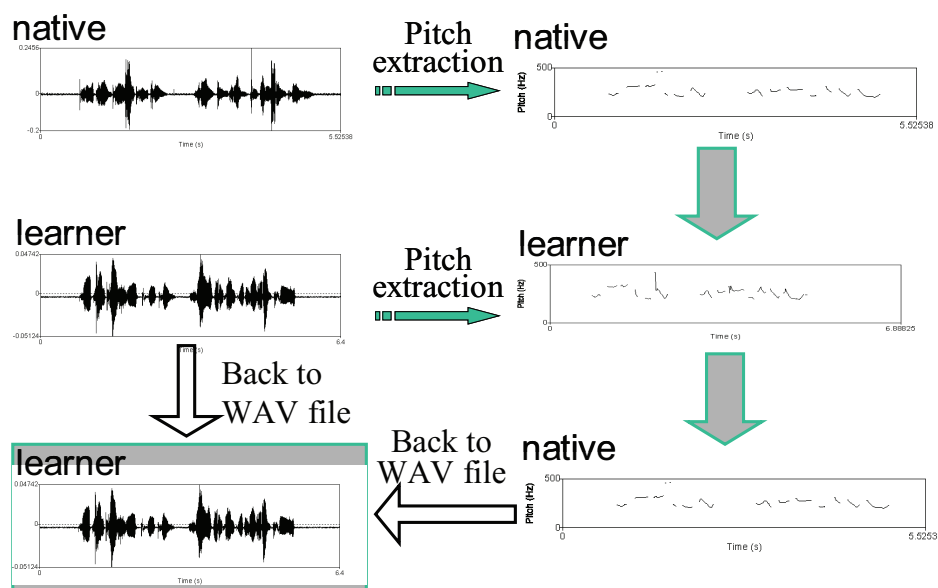 native
0.2456
0
-0.2
0
5.52538
Time (s)
Pitch
extraction
native
500
Pitch (Hz)
0
0
5.52538
Time (s)
learner
0.04742
0
-0.05124
0
6.4
Time (s)
Pitch
extraction
learner
500
Pitch (Hz)
0
0
6.88825
Time (s)
Back to
WAV file
learner
0.04742
0
-0.05124
0
6.4
Time (s)
Back to
WAV file
native
500
Pitch (Hz)
0
0
5.5253
Time (s)